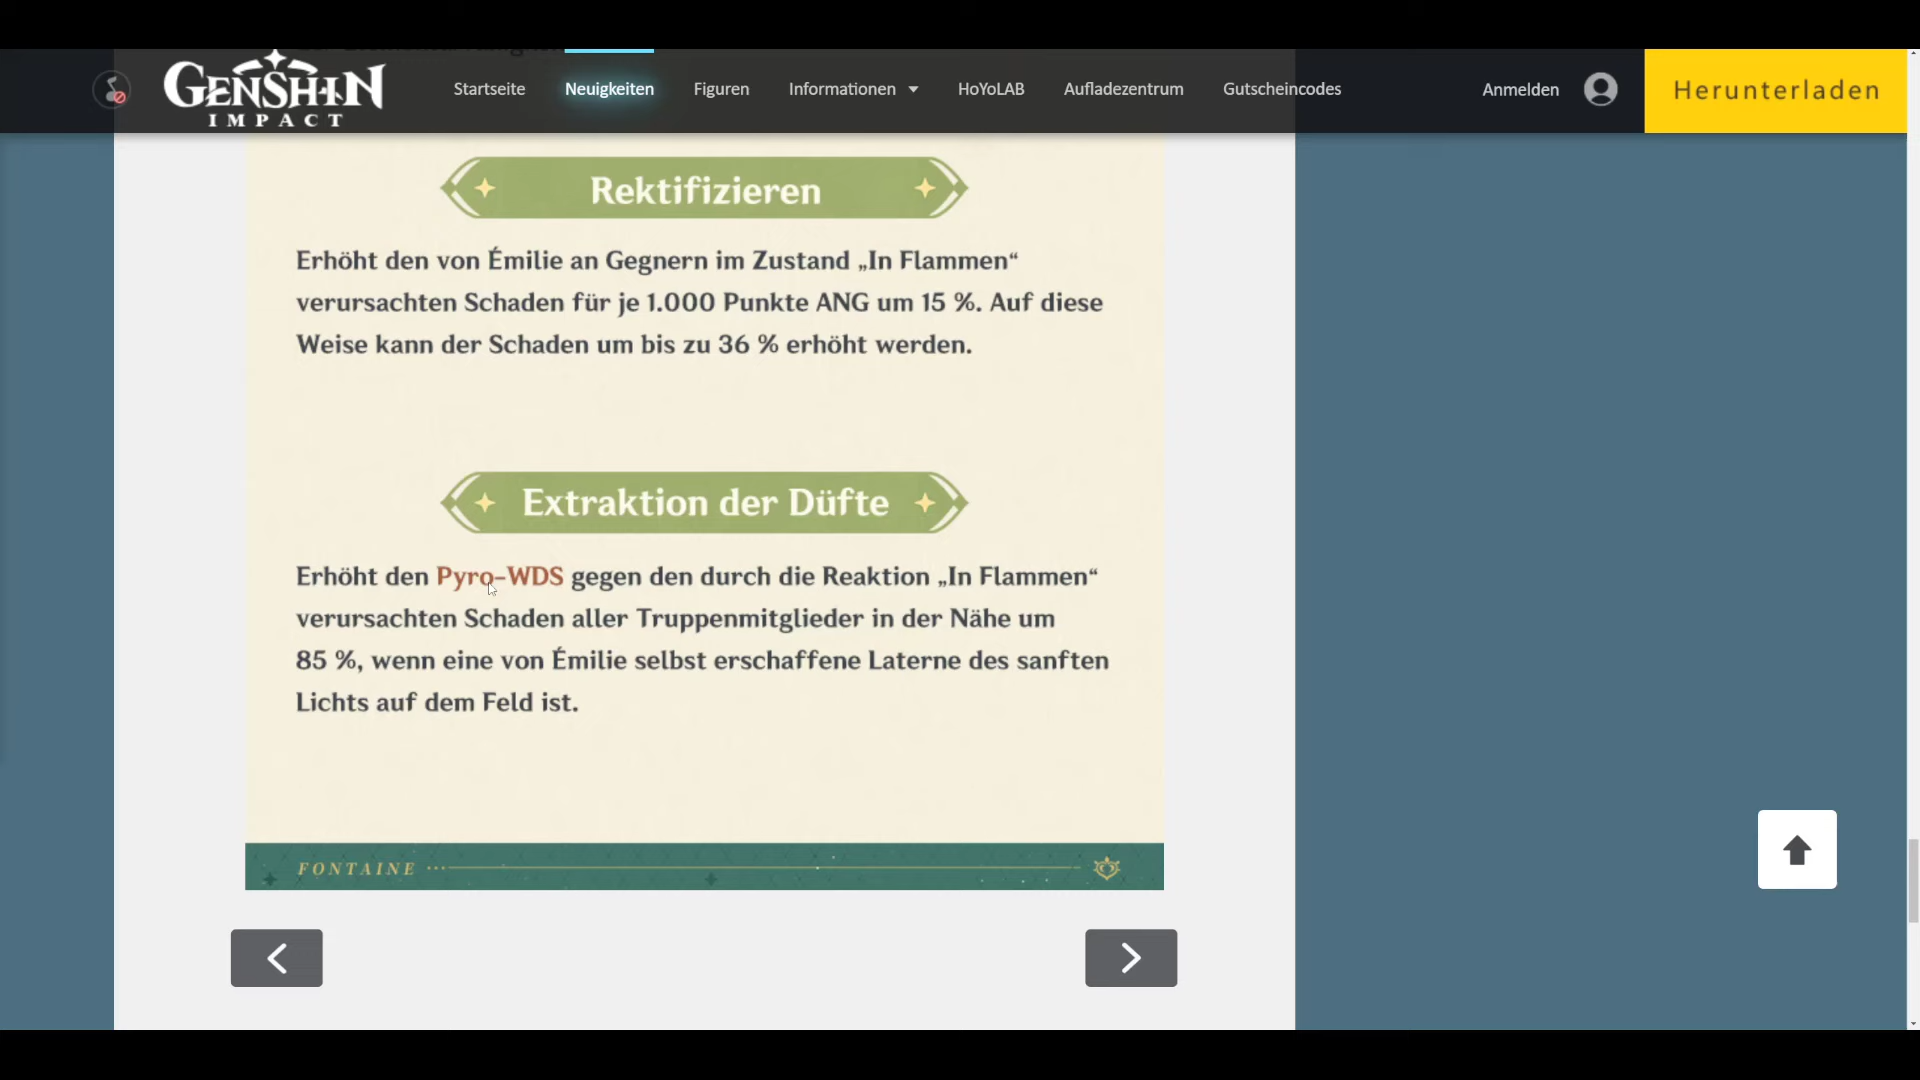 GENSHIN
IMPACT
Startseite
Neuigkeiten
Figuren
Informationen
HoYoLAB
Aufladezentrum
Gutscheincodes
Anmelden
Herunterladen
Rektifizieren
Erhöht den von Émilie an Gegnern im Zustand „In Flammen“
verursachten Schaden für je 1.000 Punkte ANG um 15 %. Auf diese
Weise kann der Schaden um bis zu 36 % erhöht werden.
Extraktion der Düfte
Erhöht den Pyro-WDS gegen den durch die Reaktion „In Flammen“
verursachten Schaden aller Truppenmitglieder in der Nähe um
85 %, wenn eine von Émilie selbst erschaffene Laterne des sanften
Lichts auf dem Feld ist.
FONTAINE